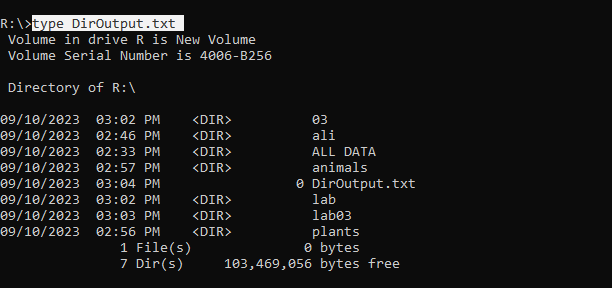 R:\>type DirOutput.txt
 Volume in drive R is New Volume
 Volume Serial Number is 4006-B256

 Directory of R:\

09/10/2023  03:02 PM    <DIR>          03
09/10/2023  02:46 PM    <DIR>          ali
09/10/2023  02:33 PM    <DIR>          ALL DATA
09/10/2023  02:57 PM    <DIR>          animals
09/10/2023  03:04 PM                 0 DirOutput.txt
09/10/2023  03:02 PM    <DIR>          lab
09/10/2023  03:03 PM    <DIR>          lab03
09/10/2023  02:56 PM    <DIR>          plants
               1 File(s)              0 bytes
               7 Dir(s)     103,469,056 bytes free